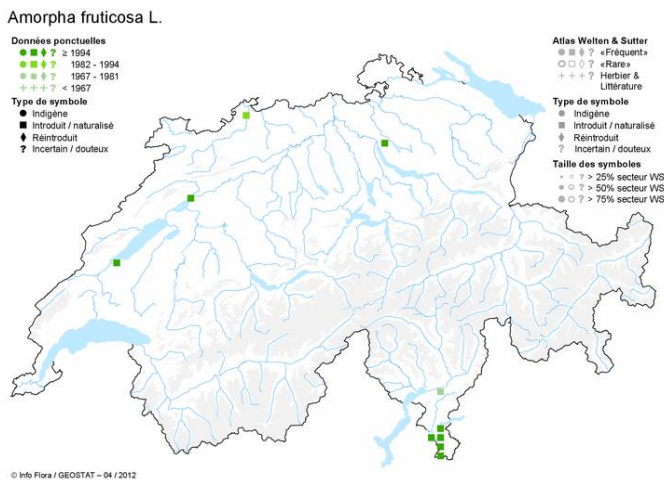 Amorpha fruticosa L.
Données ponctuelles
? ≥ 1994
? 1982 - 1994
? 1967 - 1981
< 1967
Type de symbole
Indigène
Introduit / naturalisé
Réintroduit
? Incertain / douteux
Atlas Welten & Sutter
? «Fréquent»
? «Rare»
Herbier &
Littérature
Type de symbole
Indigène
Introduit / naturalisé
Réintroduit
? Incertain / douteux
Taille des symboles
? > 25% secteur WS
? > 50% secteur WS
? > 75% secteur WS
© Info Flora / GEOSTAT – 04 / 2012